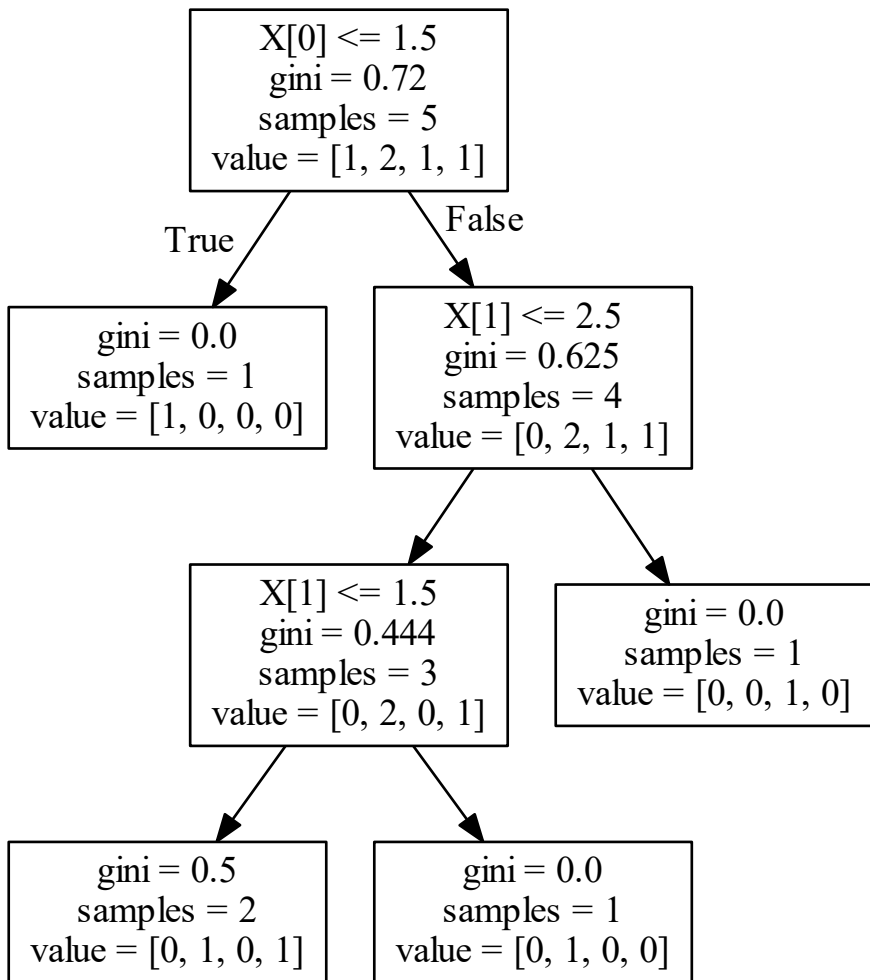 X[0] <= 1.5
gini = 0.72
samples = 5
value = [1, 2, 1, 1]
True
False
gini = 0.0
samples = 1
value = [1, 0, 0, 0]
X[1] <= 2.5
gini = 0.625
samples = 4
value = [0, 2, 1, 1]
X[1] <= 1.5
gini = 0.444
samples = 3
value = [0, 2, 0, 1]
gini = 0.0
samples = 1
value = [0, 0, 1, 0]
gini = 0.5
samples = 2
value = [0, 1, 0, 1]
gini = 0.0
samples = 1
value = [0, 1, 0, 0]